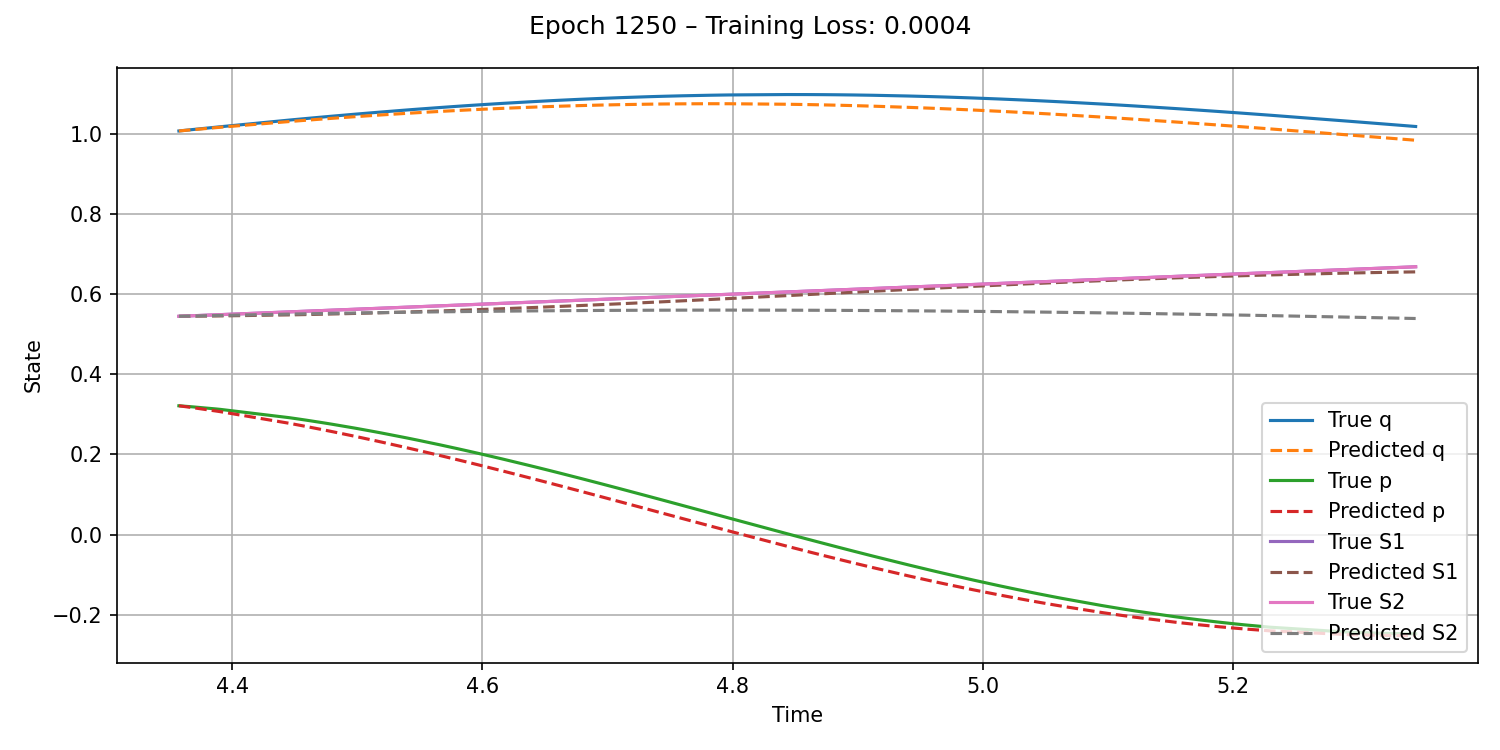 Epoch 1250 – Training Loss: 0.0004
1.0
0.8
0.6
0.4
0.2
0.0
−0.2
State
4.4 4.6 4.8 5.0 5.2
Time
True q
Predicted q
True p
Predicted p
True S1
Predicted S1
True S2
Predicted S2